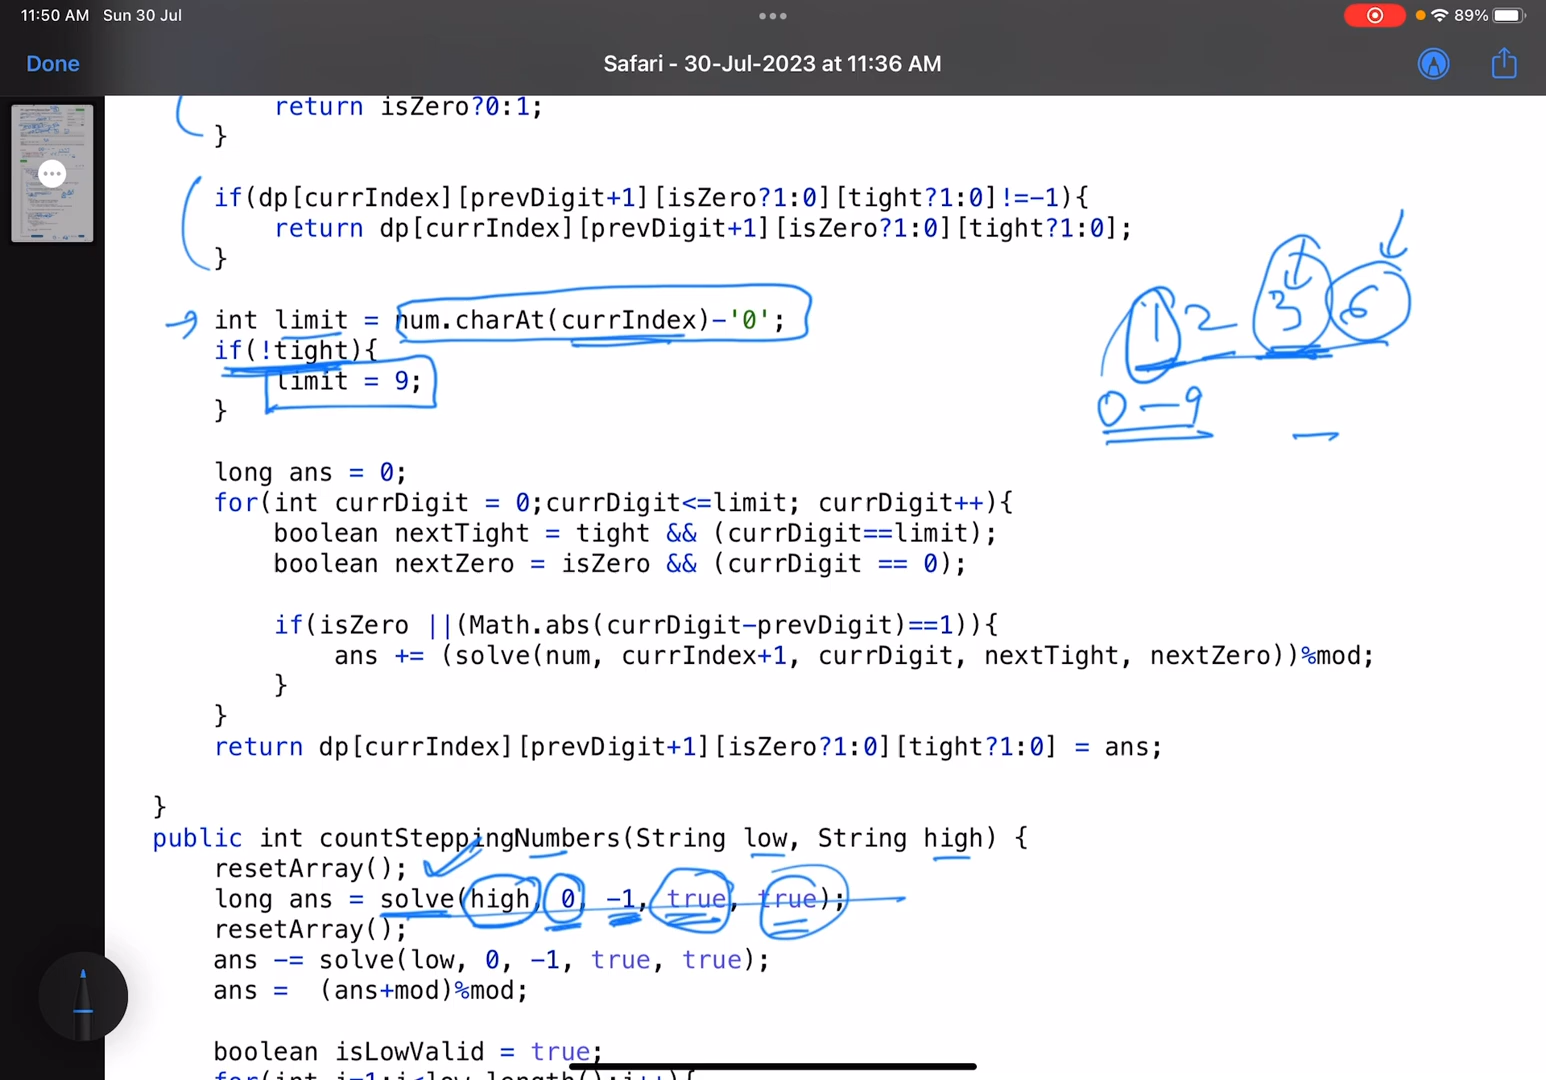 11:50 AM Sun 30 Jul
89%
Done
Safari - 30-Jul-2023 at 11:36 AM
return isZero?0:1;
}
if(dp[currIndex][prevDigit+1][isZero?1:0][tight?1:0]!=-1){
return dp[currIndex][prevDigit+1][isZero?1:0][tight?1:0];
}
int limit = num.charAt(currIndex)-'0';
if(!tight){
limit = 9;
}
1 2 3 6
0 - 9
long ans = 0;
for(int currDigit = 0;currDigit<=limit; currDigit++){
boolean nextTight = tight && (currDigit==limit);
boolean nextZero = isZero && (currDigit == 0);
if(isZero ||(Math.abs(currDigit-prevDigit)==1)){
ans += (solve(num, currIndex+1, currDigit, nextTight, nextZero))%mod;
}
}
return dp[currIndex][prevDigit+1][isZero?1:0][tight?1:0] = ans;
}
public int countSteppingNumbers(String low, String high) {
resetArray();
long ans = solve(high, 0, -1, true, true);
resetArray();
ans -= solve(low, 0, -1, true, true);
ans = (ans+mod)%mod;
boolean isLowValid = true;
for(int i=1;i<low.length();i++){